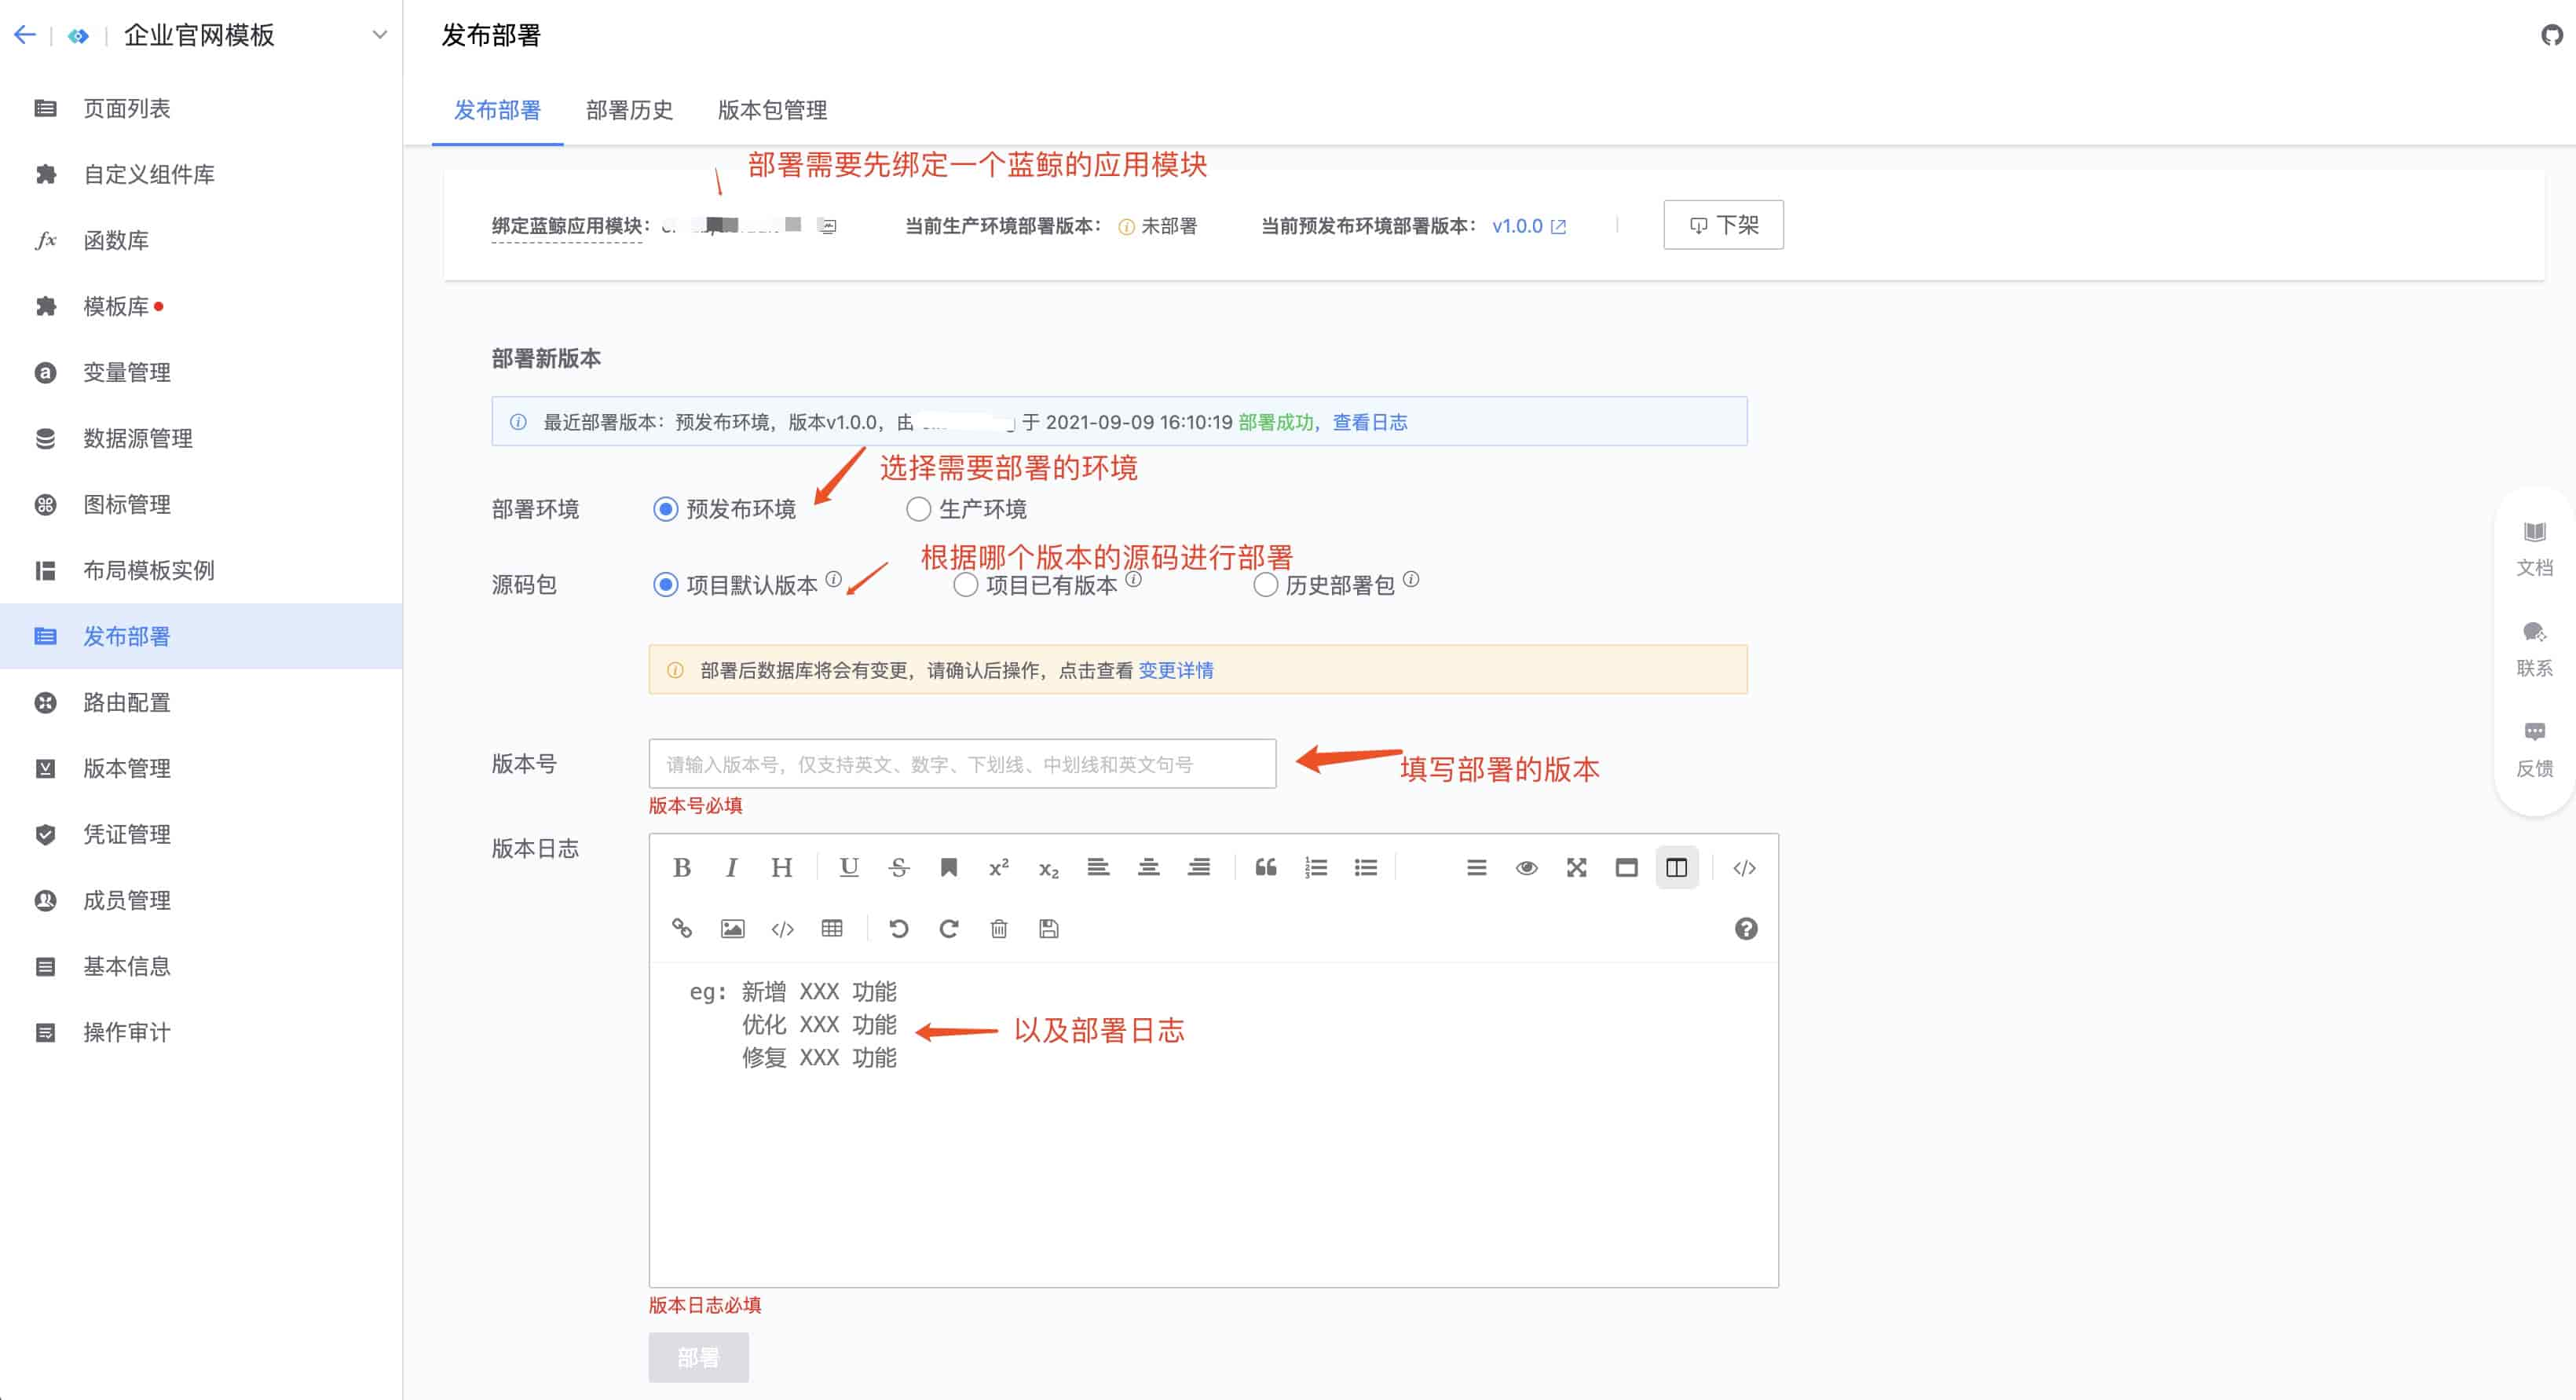 企业官网模板
发布部署
页面列表
自定义组件库
函数库
模板库
变量管理
数据源管理
图标管理
布局模板实例
发布部署
路由配置
版本管理
凭证管理
成员管理
基本信息
操作审计
发布部署 部署历史 版本包管理
部署需要先绑定一个蓝鲸的应用模块
绑定蓝鲸应用模块： 当前生产环境部署版本： 未部署 当前预发布环境部署版本： v1.0.0 下架
部署新版本
最近部署版本：预发布环境，版本v1.0.0，由 于 2021-09-09 16:10:19 部署成功，查看日志
选择需要部署的环境
部署环境 预发布环境 生产环境
根据哪个版本的源码进行部署
源码包 项目默认版本 项目已有版本 历史部署包
部署后数据库将会有变更，请确认后操作，点击查看 变更详情
版本号 请输入版本号，仅支持英文、数字、下划线、中划线和英文句号
填写部署的版本
版本号必填
版本日志
eg: 新增 XXX 功能
优化 XXX 功能
以及部署日志
修复 XXX 功能
版本日志必填
部署
文档
联系
反馈